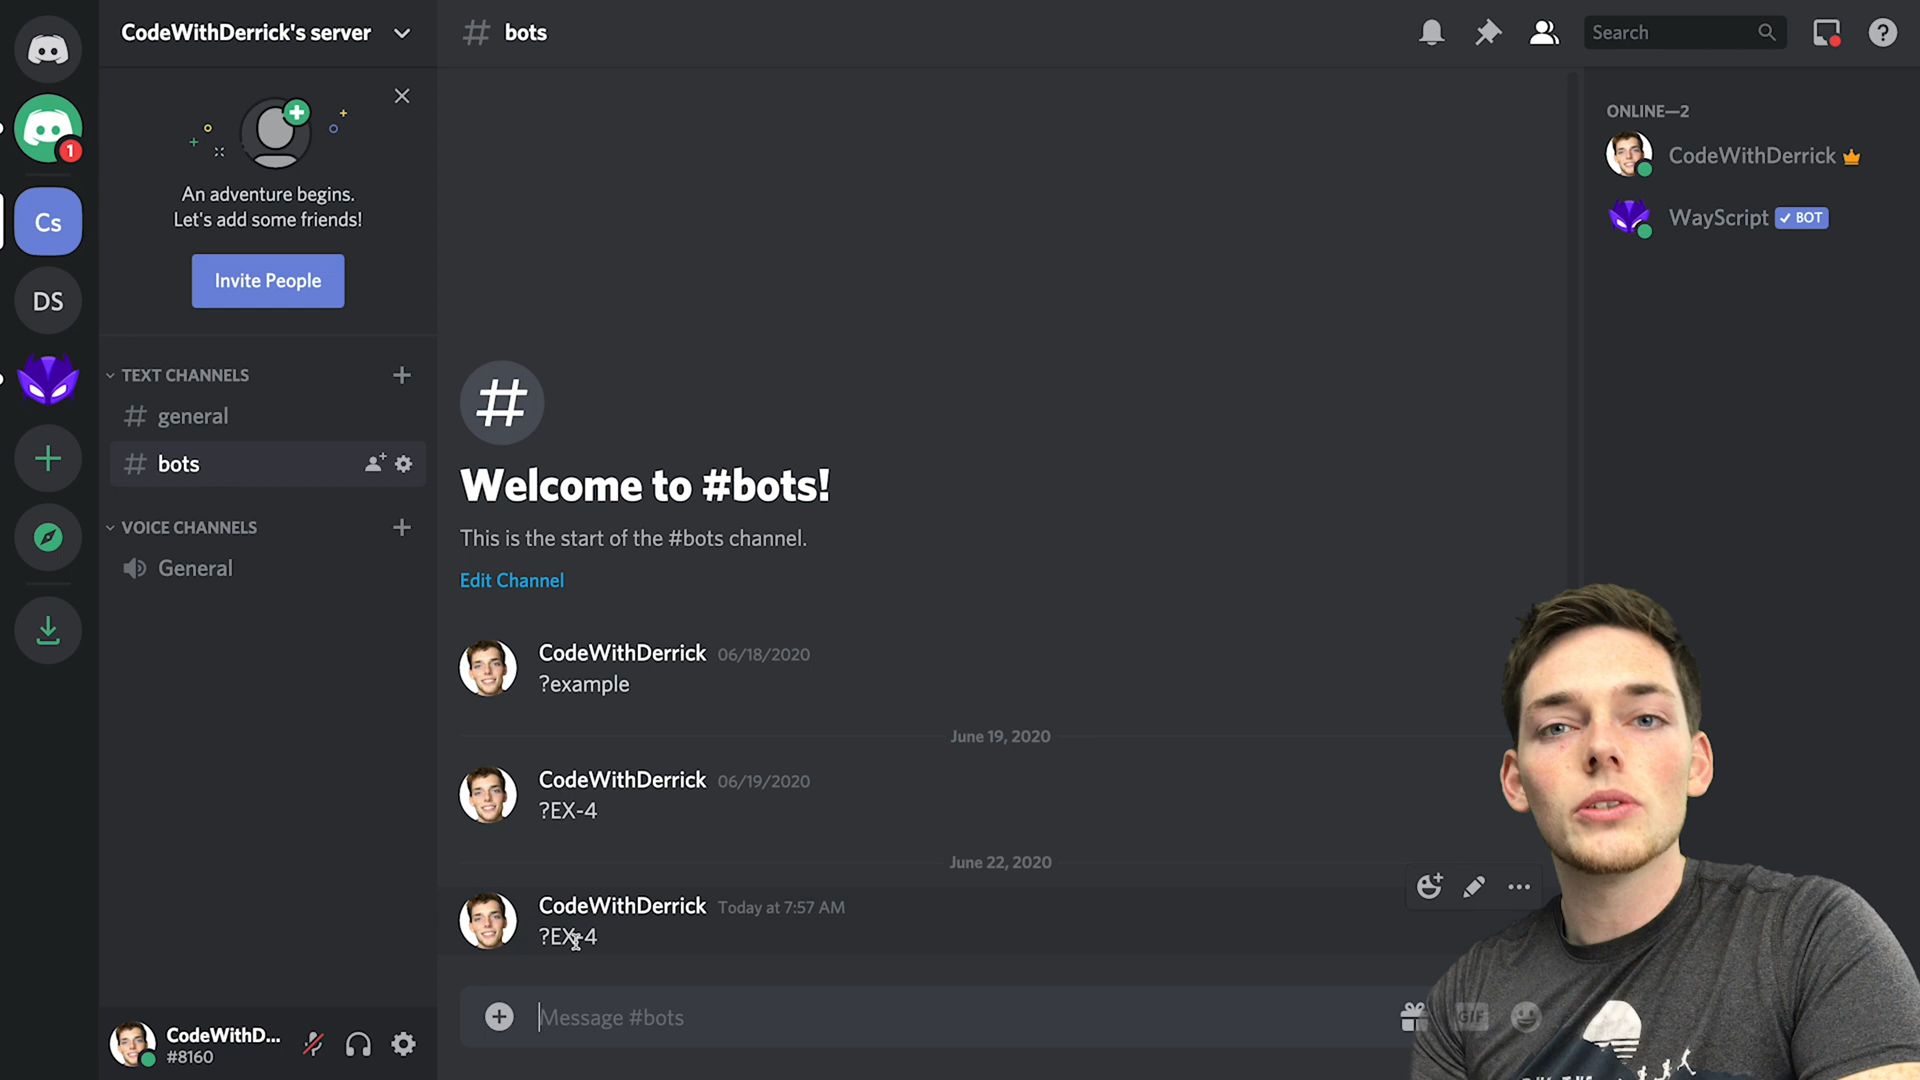 CodeWithDerrick's server
bots
Search
1
An adventure begins.
Let's add some friends!
Invite People
Cs
DS
TEXT CHANNELS
general
bots
VOICE CHANNELS
General
Welcome to #bots!
This is the start of the #bots channel.
Edit Channel
CodeWithDerrick 06/18/2020
?example
June 19, 2020
CodeWithDerrick 06/19/2020
?EX-4
June 22, 2020
CodeWithDerrick Today at 7:57 AM
?EX-4
Message #bots
GIF
CodeWithD...
#8160
ONLINE—2
CodeWithDerrick
WayScript BOT